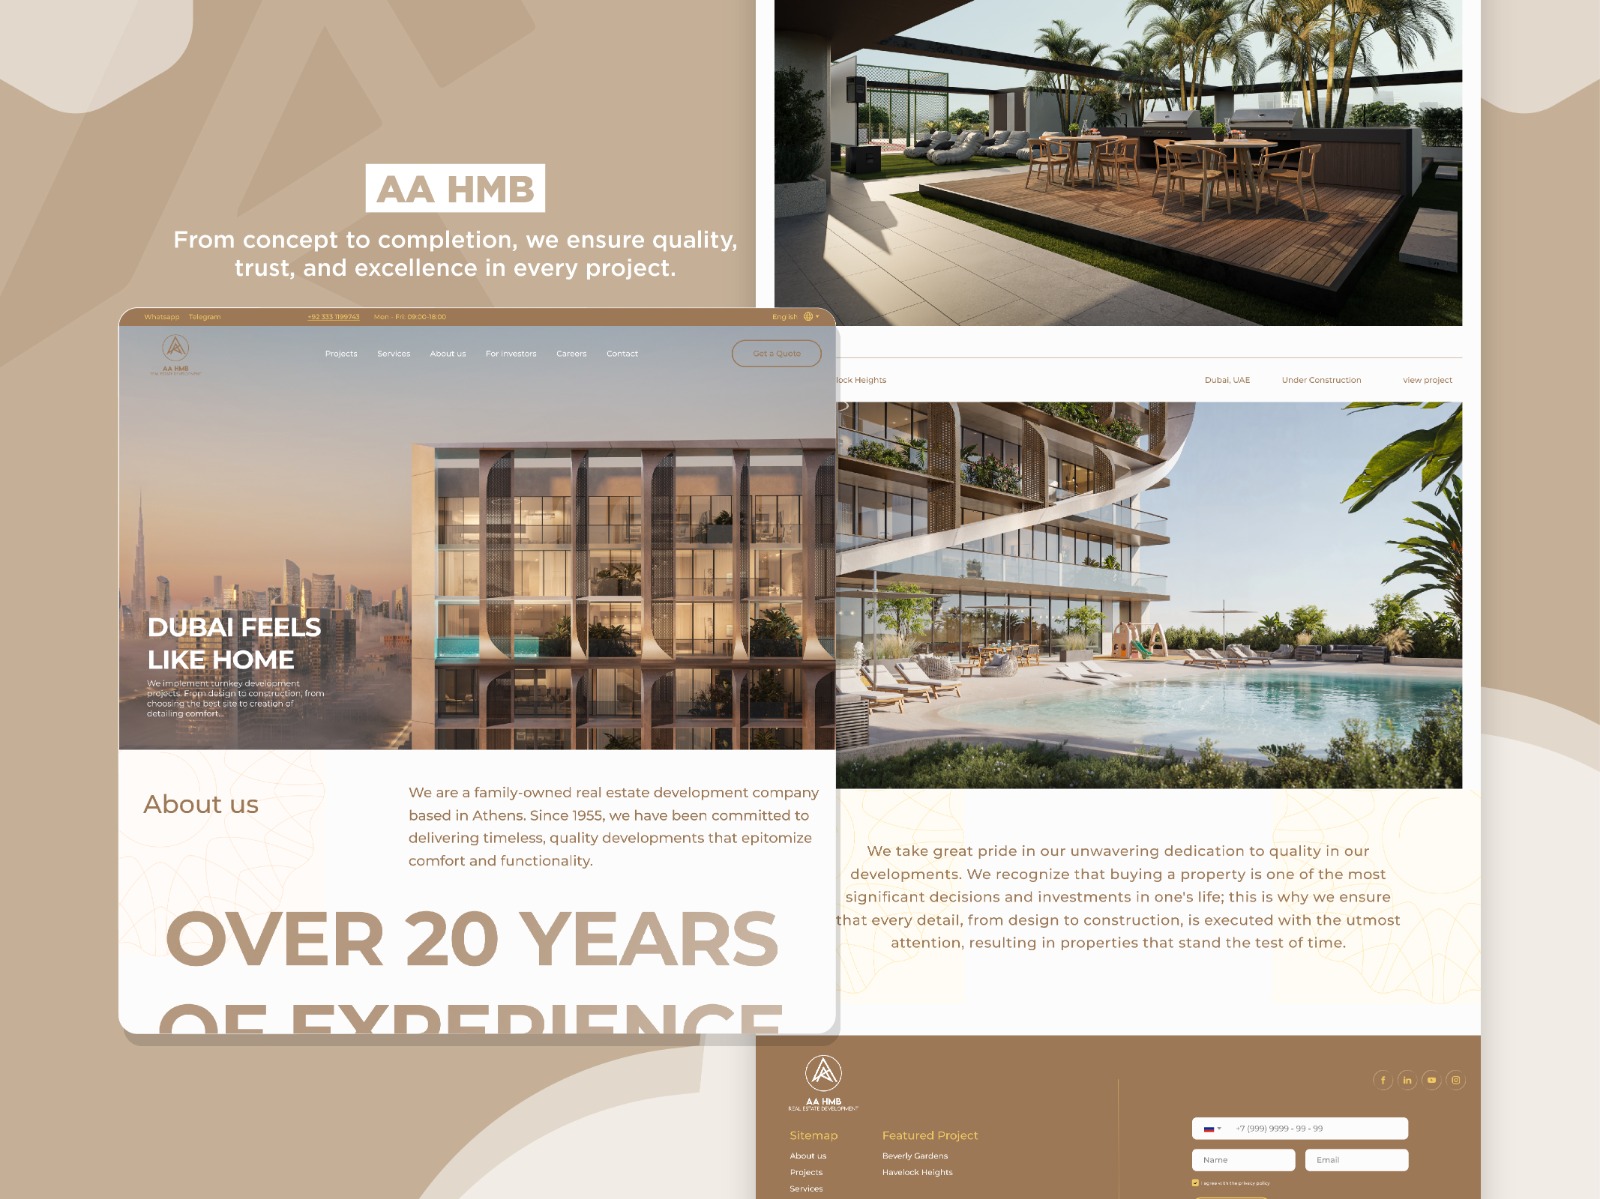 AA HMB
From concept to completion, we ensure quality,
trust, and excellence in every project.
Whatsapp Telegram +92 333 1199743 Mon - Fri: 09:00-18:00 English
AA HMB
Projects Services About us For investors Careers Contact Get a Quote
DUBAI FEELS
LIKE HOME
We implement turnkey development
projects. From design to construction, from
choosing the best site to creation of
detailing comfort...
About us
We are a family-owned real estate development company
based in Athens. Since 1955, we have been committed to
delivering timeless, quality developments that epitomize
comfort and functionality.
OVER 20 YEARS
OF EXPERIENCE
lock Heights Dubai, UAE Under Construction view project
We take great pride in our unwavering dedication to quality in our
developments. We recognize that buying a property is one of the most
significant decisions and investments in one's life; this is why we ensure
that every detail, from design to construction, is executed with the utmost
attention, resulting in properties that stand the test of time.
AA HMB
REAL ESTATE DEVELOPMENT
Sitemap
About us
Projects
Services
Featured Project
Beverly Gardens
Havelock Heights
+7 (999) 9999 - 99 - 99
Name Email
I agree with the privacy policy